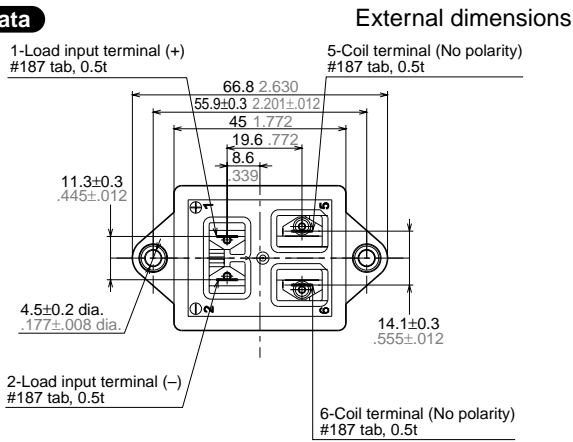 ata
External dimensions
1-Load input terminal (+)
#187 tab, 0.5t
5-Coil terminal (No polarity)
#187 tab, 0.5t
66.8 2.630
55.9±0.3 2.201±.012
45 1.772
19.6 .772
8.6
.339
11.3±0.3
.445±.012
⊕ 1
5
4.5±0.2 dia.
.177±.008 dia.
⊖ 2
6
14.1±0.3
.555±.012
2-Load input terminal (–)
#187 tab, 0.5t
6-Coil terminal (No polarity)
#187 tab, 0.5t